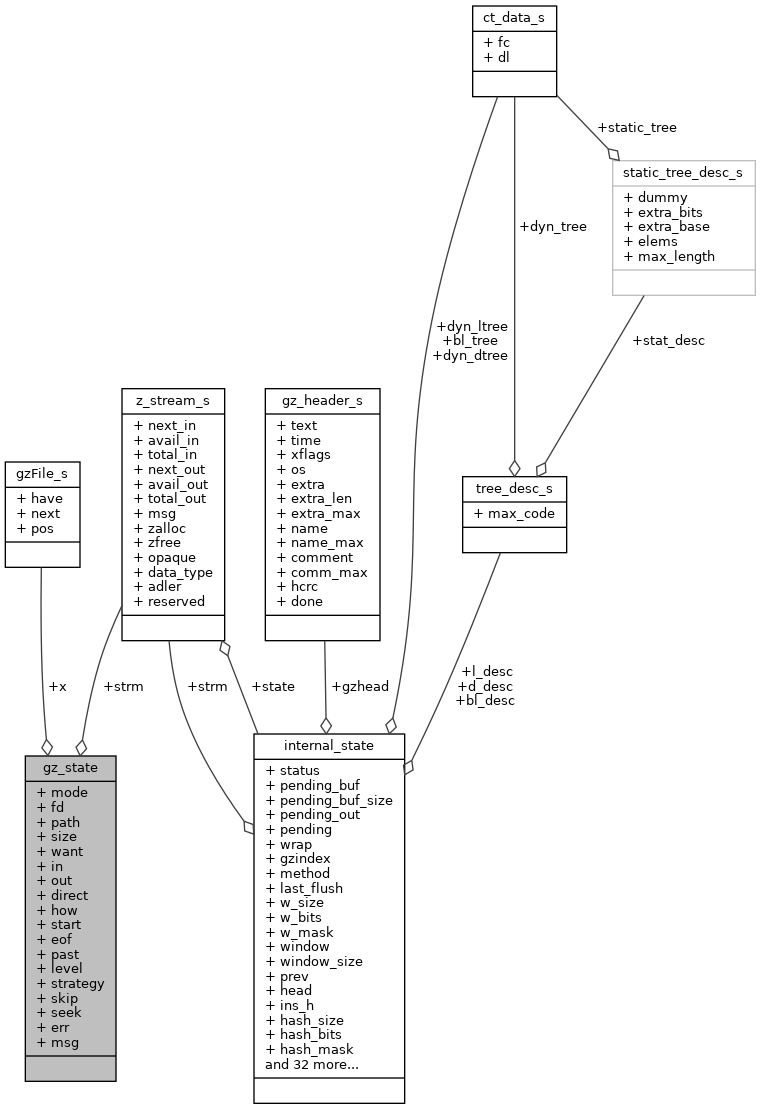 ct_data_s
+ fc
+ dl
+static_tree
static_tree_desc_s
+ dummy
+ extra_bits
+ extra_base
+ elems
+ max_length
+dyn_tree
+dyn_ltree
+bl_tree
+dyn_dtree
+stat_desc
z_stream_s
+ next_in
+ avail_in
+ total_in
+ next_out
+ avail_out
+ total_out
+ msg
+ zalloc
+ zfree
+ opaque
+ data_type
+ adler
+ reserved
gz_header_s
+ text
+ time
+ xflags
+ os
+ extra
+ extra_len
+ extra_max
+ name
+ name_max
+ comment
+ comm_max
+ hcrc
+ done
gzFile_s
+ have
+ next
+ pos
tree_desc_s
+ max_code
+x
+strm
+strm
+state
+gzhead
+l_desc
+d_desc
+bl_desc
gz_state
+ mode
+ fd
+ path
+ size
+ want
+ in
+ out
+ direct
+ how
+ start
+ eof
+ past
+ level
+ strategy
+ skip
+ seek
+ err
+ msg
internal_state
+ status
+ pending_buf
+ pending_buf_size
+ pending_out
+ pending
+ wrap
+ gzindex
+ method
+ last_flush
+ w_size
+ w_bits
+ w_mask
+ window
+ window_size
+ prev
+ head
+ ins_h
+ hash_size
+ hash_bits
+ hash_mask
and 32 more...